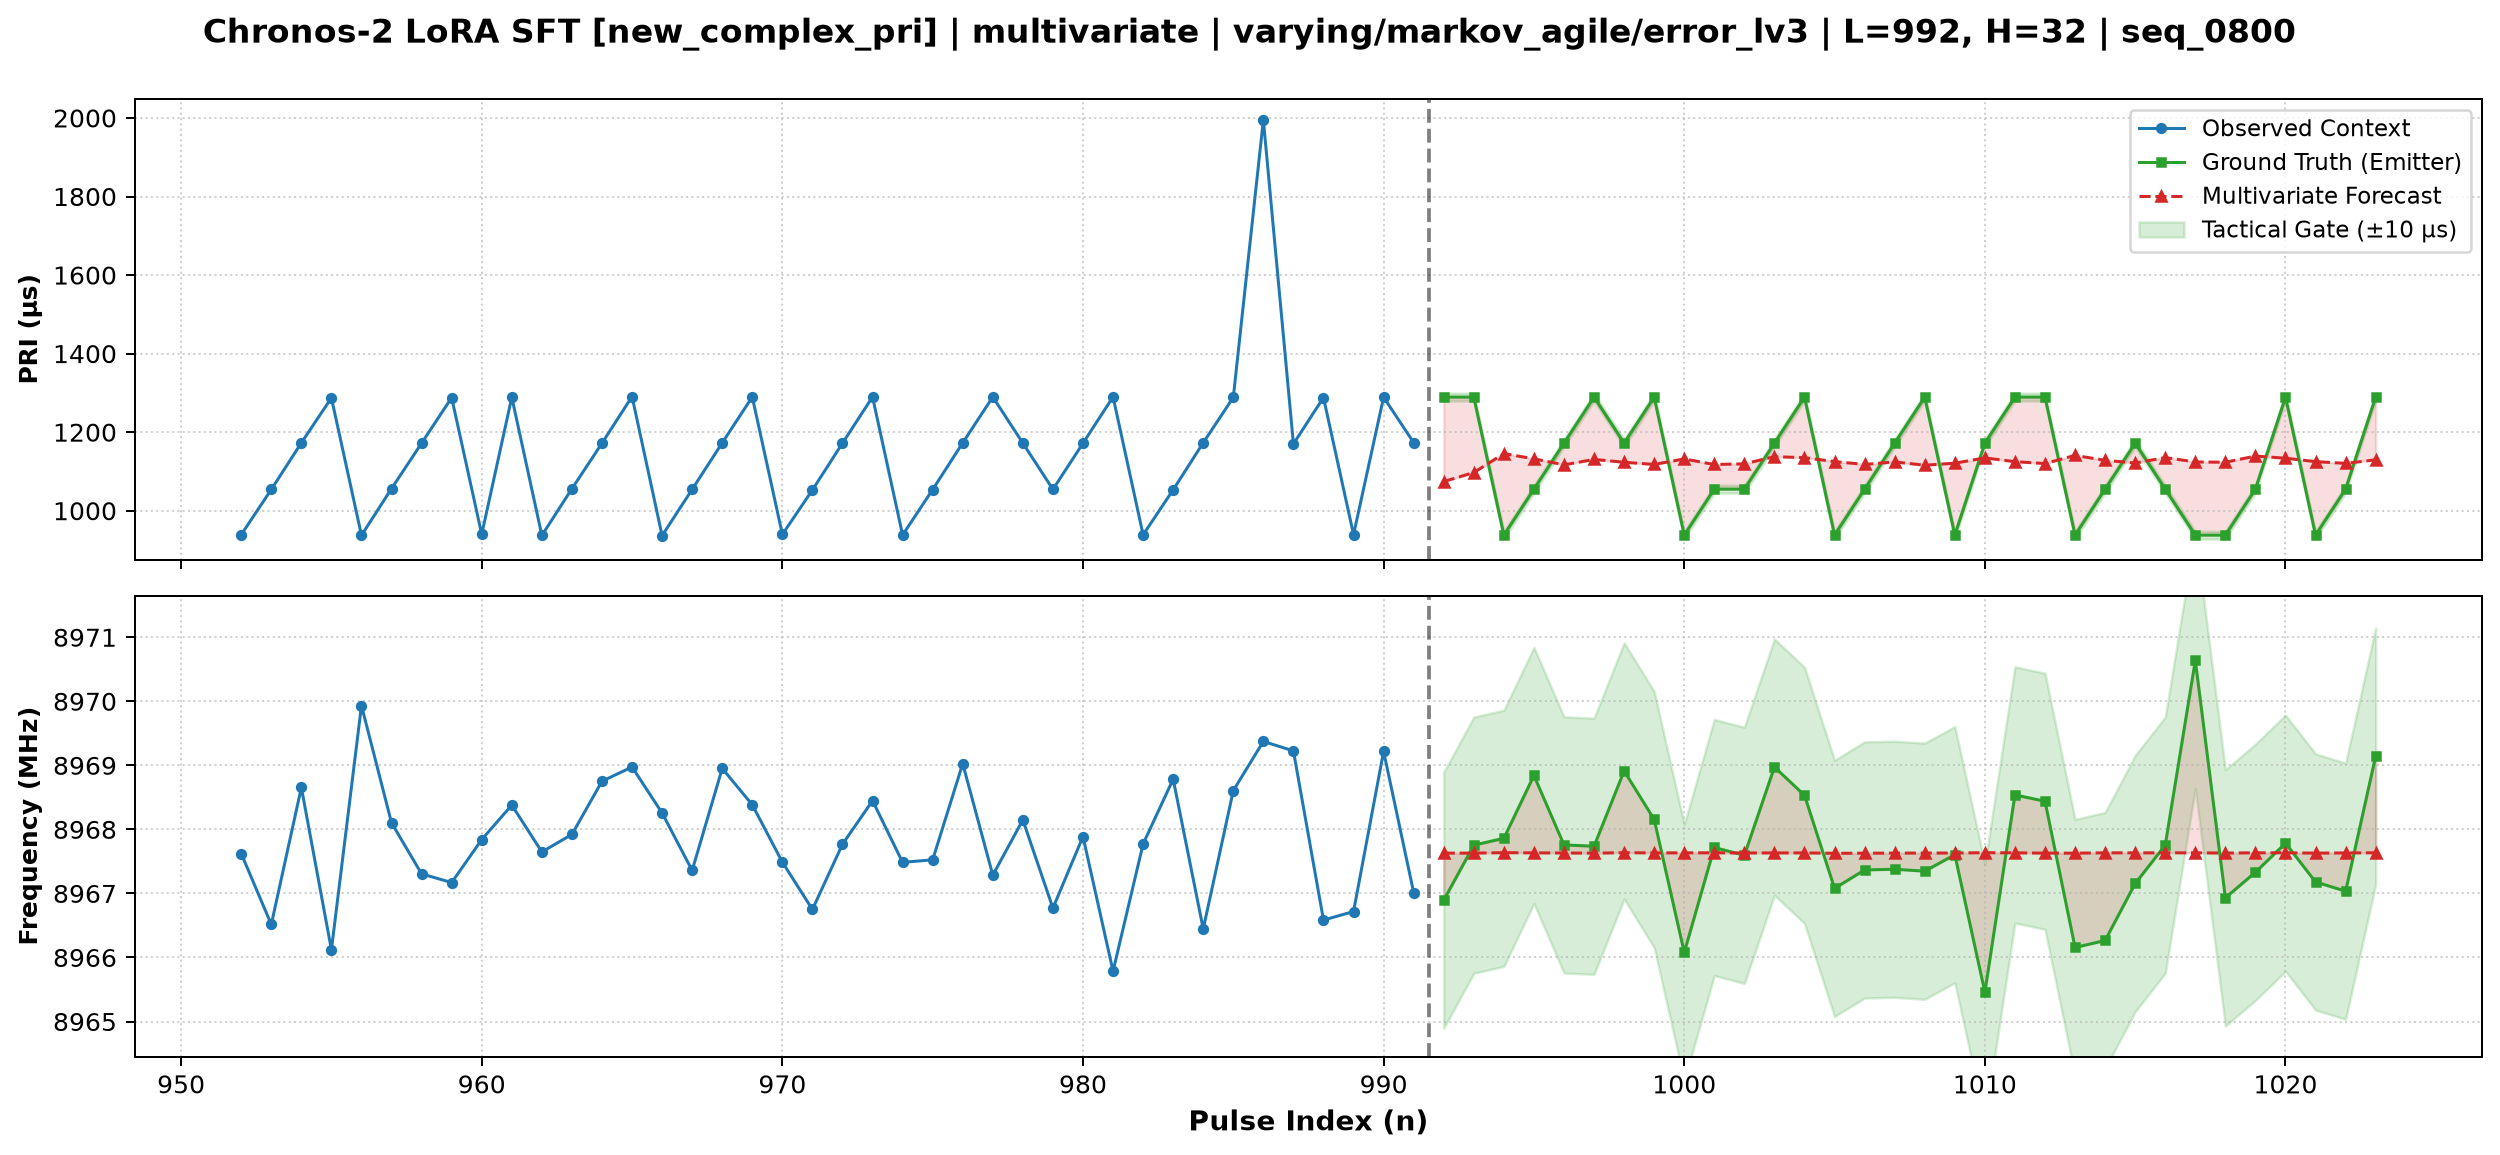 Chronos-2 LoRA SFT [new_complex_pri] | multivariate | varying/markov_agile/error_lv3 | L=992, H=32 | seq_0800
PRI (µs)
2000
1800
1600
1400
1200
1000
Observed Context
Ground Truth (Emitter)
Multivariate Forecast
Tactical Gate (±10 µs)
Frequency (MHz)
8971
8970
8969
8968
8967
8966
8965
950 960 970 980 990 1000 1010 1020
Pulse Index (n)